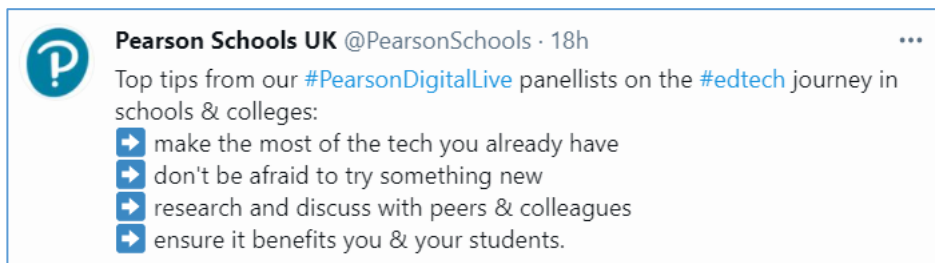 Pearson Schools UK @PearsonSchools · 18h
Top tips from our #PearsonDigitalLive panellists on the #edtech journey in
schools & colleges:
➡ make the most of the tech you already have
➡ don't be afraid to try something new
➡ research and discuss with peers & colleagues
➡ ensure it benefits you & your students.